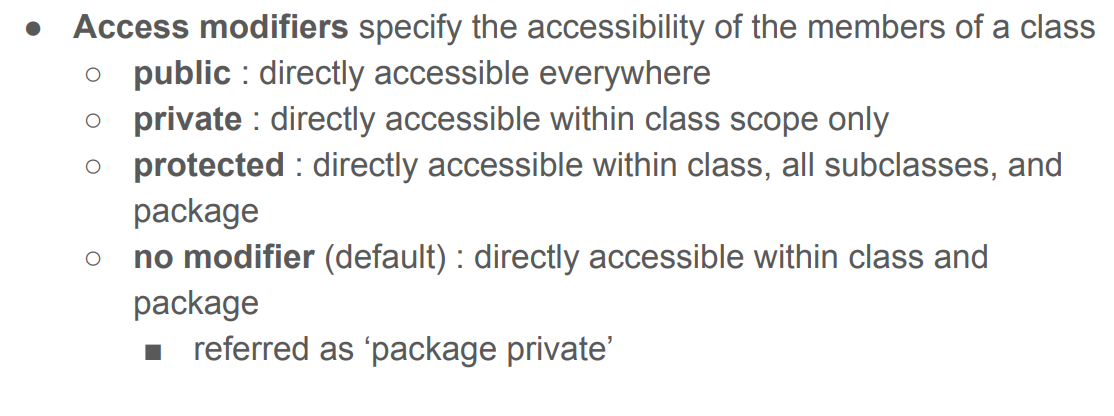 ● Access modifiers specify the accessibility of the members of a class
○ public : directly accessible everywhere
○ private : directly accessible within class scope only
○ protected : directly accessible within class, all subclasses, and
package
○ no modifier (default) : directly accessible within class and
package
■ referred as ‘package private’